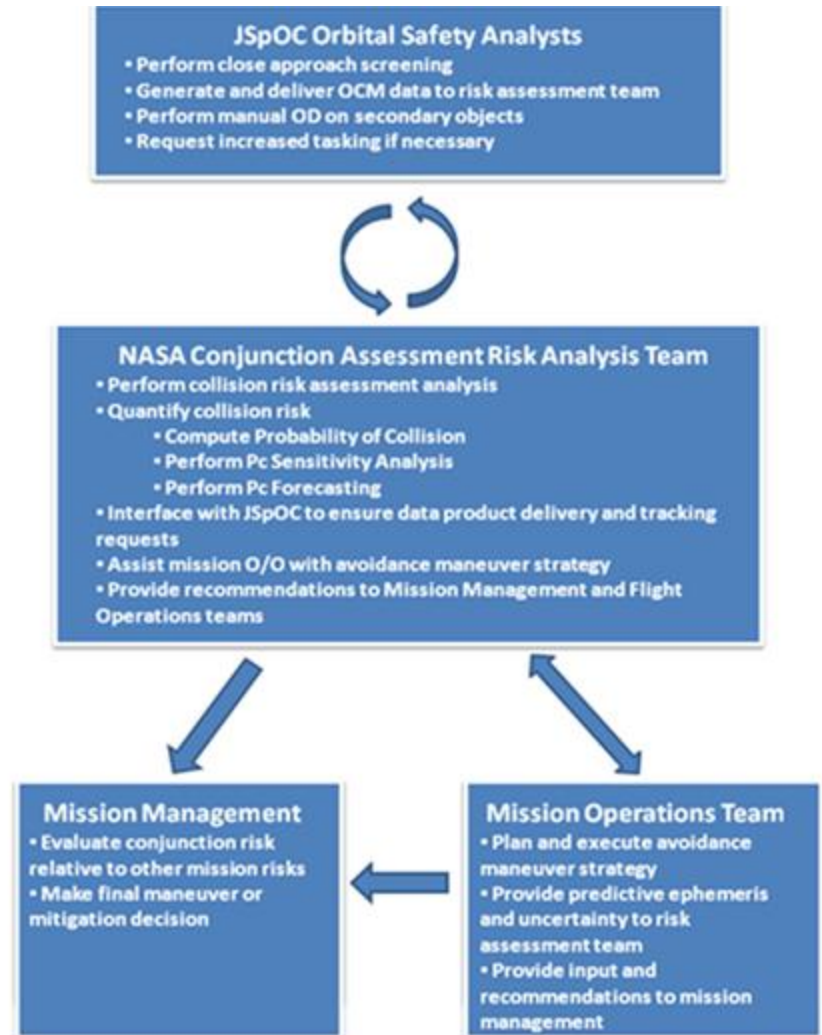 JSpOC Orbital Safety Analysts
• Perform close approach screening
• Generate and deliver OCM data to risk assessment team
• Perform manual OD on secondary objects
• Request increased tasking if necessary
NASA Conjunction Assessment Risk Analysis Team
• Perform collision risk assessment analysis
• Quantify collision risk
• Compute Probability of Collision
• Perform Pc Sensitivity Analysis
• Perform Pc Forecasting
• Interface with JSpOC to ensure data product delivery and tracking
requests
• Assist mission O/O with avoidance maneuver strategy
• Provide recommendations to Mission Management and Flight
Operations teams
Mission Management
• Evaluate conjunction risk
relative to other mission risks
• Make final maneuver or
mitigation decision
Mission Operations Team
• Plan and execute avoidance
maneuver strategy
• Provide predictive ephemeris
and uncertainty to risk
assessment team
• Provide input and
recommendations to mission
management